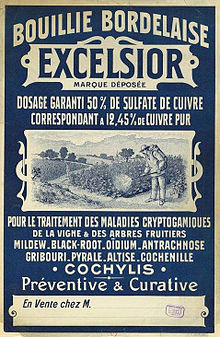 BOUILLIE BORDELAISE
EXCELSIOR
MARQUE DÉPOSÉE
DOSAGE GARANTI 50% DE SULFATE DE CUIVRE
CORRESPONDANT A 12,45% DE CUIVRE PUR
POUR LE TRAITEMENT DES MALADIES CRYPTOGAMIQUES
DE LA VIGNE & DES ARBRES FRUITIERS
MILDEW, BLACK-ROOT, OÏDIUM, ANTRACHNOSE
GRIBOURI, PYRALE, ALTISE, COCHENILLE
· COCHYLIS ·
Préventive & Curative
En Vente chez M.